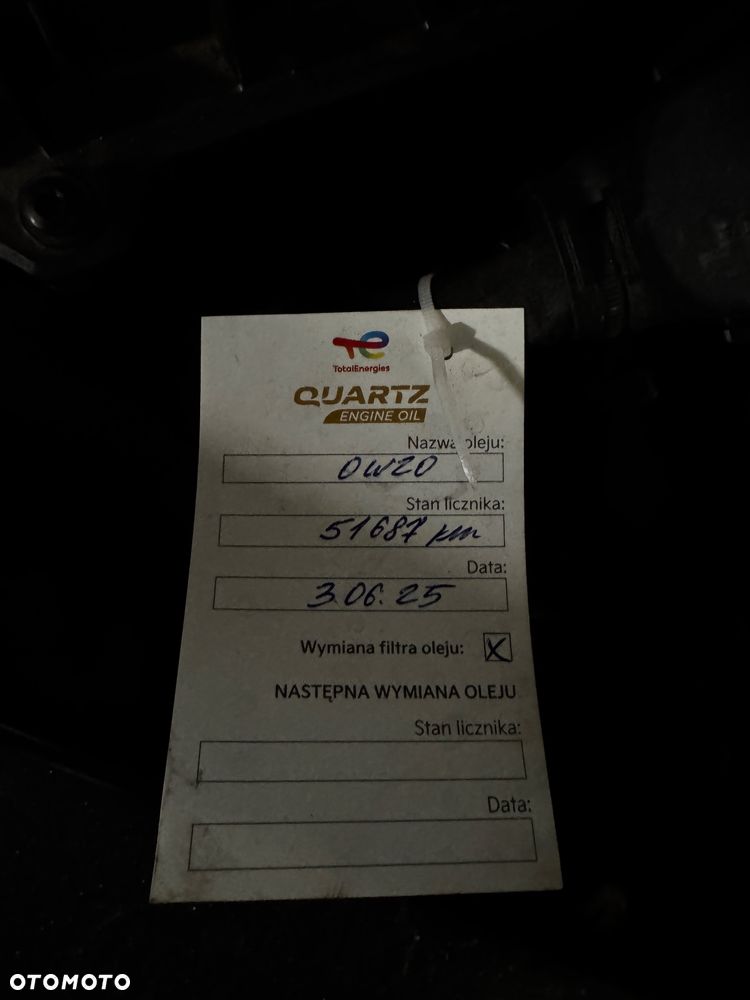 TotalEnergies
QUARTZ
ENGINE OIL
Nazwa oleju:
0W20
Stan licznika:
51687 km
Data:
3.06.25
Wymiana filtra oleju: X
NASTĘPNA WYMIANA OLEJU
Stan licznika:
Data:
OTOMOTO